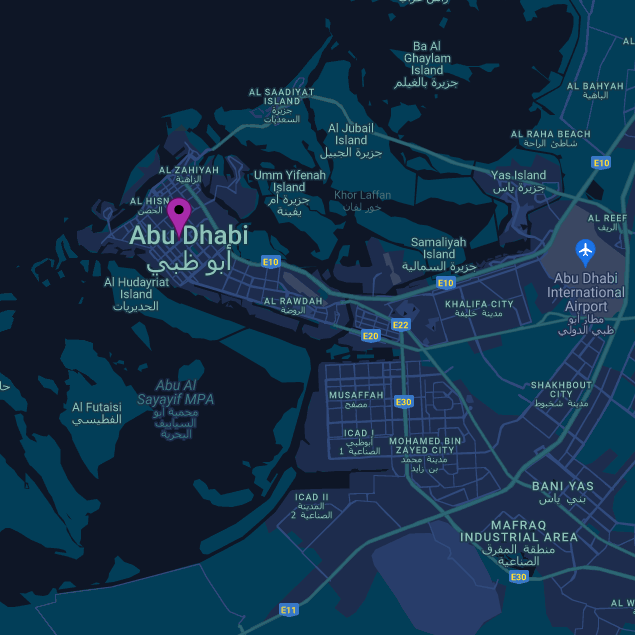 Ba Al
Ghaylam
Island
جزيرة بالغيلم
AL BAHYAH
الباهية
AL SAADIYAT
ISLAND
جزيرة
السعديات
Al Jubail
Island
جزيرة الجبيل
AL RAHA BEACH
شاطئ الراحة
E10
AL ZAHIYAH
الزاهية
Umm Yifenah
Island
جزيرة أم
يفينة
Yas Island
جزيرة ياس
Khor Laffan
خور لفان
AL HISN
الحصن
AL REEF
الريف
Abu Dhabi
أبو ظبي
Samaliyah
Island
جزيرة السمالية
E10
E10
Abu Dhabi
International
Airport
مطار أبو
ظبي الدولي
Al Hudayriat
Island
الحديريات
AL RAWDAH
الروضة
KHALIFA CITY
مدينة خليفة
E22
E20
Abu Al
Sayayif MPA
محمية أبو
السياييف
البحرية
Al Futaisi
الفطيسي
MUSAFFAH
مصفح
E30
SHAKHBOUT
CITY
مدينة شخبوط
ICAD I
أبوظبي
الصناعية 1
MOHAMED BIN
ZAYED CITY
مدينة محمد
بن زايد
BANI YAS
بني ياس
ICAD II
المدينة
الصناعية 2
MAFRAQ
INDUSTRIAL AREA
منطقة المفرق
الصناعية
E30
E11
AL W